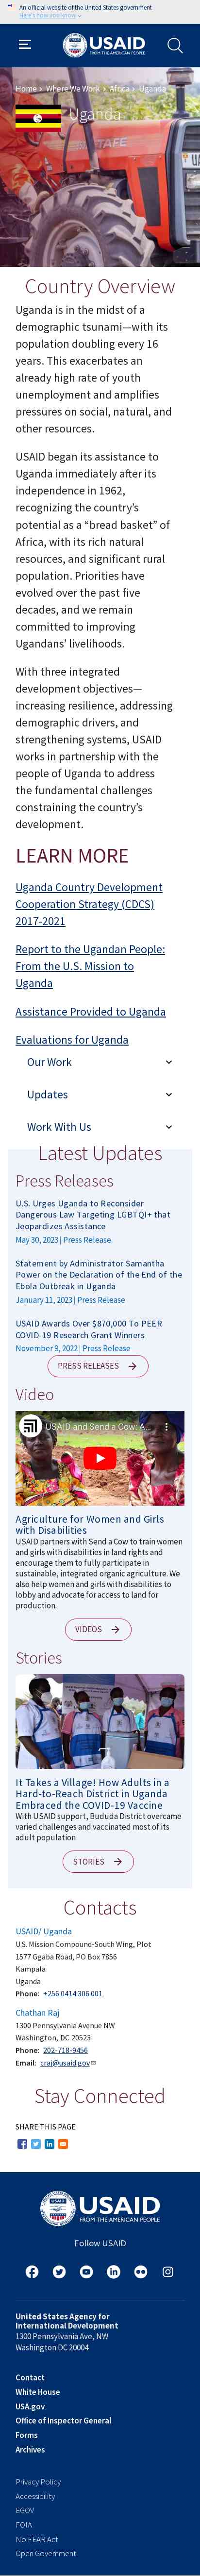 An official website of the United States government
Here's how you know
USAID
FROM THE AMERICAN PEOPLE
Home › Where We Work › Africa › Uganda
Uganda
Country Overview
Uganda is in the midst of a
demographic tsunami—with its
population doubling every 16
years. This exacerbates an
already high rate of youth
unemployment and amplifies
pressures on social, natural, and
other resources.
USAID began its assistance to
Uganda immediately after its
independence in 1962,
recognizing the country's
potential as a “bread basket” of
Africa, with its rich natural
resources, and significant rural
population. Priorities have
evolved over the past five
decades, and we remain
committed to improving
Ugandans' livelihoods.
With three integrated
development objectives—
increasing resiliency, addressing
demographic drivers, and
strengthening systems, USAID
works in partnership with the
people of Uganda to address
the fundamental challenges
constraining the country's
development.
LEARN MORE
Uganda Country Development
Cooperation Strategy (CDCS)
2017-2021
Report to the Ugandan People:
From the U.S. Mission to
Uganda
Assistance Provided to Uganda
Evaluations for Uganda
Our Work
Updates
Work With Us
Latest Updates
Press Releases
U.S. Urges Uganda to Reconsider
Dangerous Law Targeting LGBTQI+ that
Jeopardizes Assistance
May 30, 2023 | Press Release
Statement by Administrator Samantha
Power on the Declaration of the End of the
Ebola Outbreak in Uganda
January 11, 2023 | Press Release
USAID Awards Over $870,000 To PEER
COVID-19 Research Grant Winners
November 9, 2022 | Press Release
PRESS RELEASES
Video
USAID and Send a Cow: A...
Agriculture for Women and Girls
with Disabilities
USAID partners with Send a Cow to train women
and girls with disabilities in land rights and
encourage them to fully participate in
sustainable, integrated organic agriculture. We
also help women and girls with disabilities to
lobby and advocate for access to land for
production.
VIDEOS
Stories
It Takes a Village! How Adults in a
Hard-to-Reach District in Uganda
Embraced the COVID-19 Vaccine
With USAID support, Bududa District overcame
varied challenges and vaccinated most of its
adult population
STORIES
Contacts
USAID/ Uganda
U.S. Mission Compound-South Wing, Plot
1577 Ggaba Road, PO Box 7856
Kampala
Uganda
Phone: +256 0414 306 001
Chathan Raj
1300 Pennsylvania Avenue NW
Washington, DC 20523
Phone: 202-718-9456
Email: craj@usaid.gov
Stay Connected
SHARE THIS PAGE
USAID
FROM THE AMERICAN PEOPLE
Follow USAID
United States Agency for
International Development
1300 Pennsylvania Ave, NW
Washington DC 20004
Contact
White House
USA.gov
Office of Inspector General
Forms
Archives
Privacy Policy
Accessibility
EGOV
FOIA
No FEAR Act
Open Government